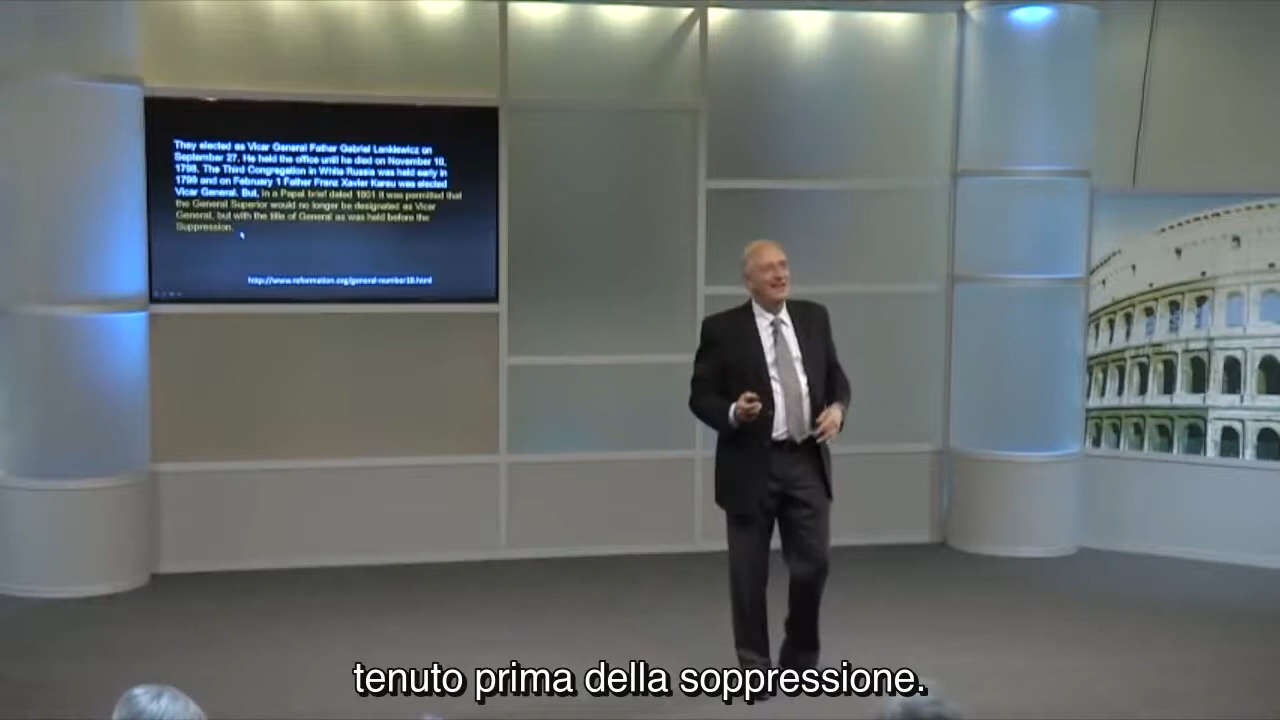 They elected as Vicar General Father Gabriel Lenkiewicz on
September 27. He held the office until he died on November 10,
1798. The Third Congregation in White Russia was held early in
1799 and on February 1 Father Franz Xavier Kareu was elected
Vicar General. But, in a Papal brief dated 1801 it was permitted that
the General Superior would no longer be designated as Vicar
General, but with the title of General as was held before the
Suppression.
http://www.reformation.org/general-number18.html
tenuto prima della soppressione.